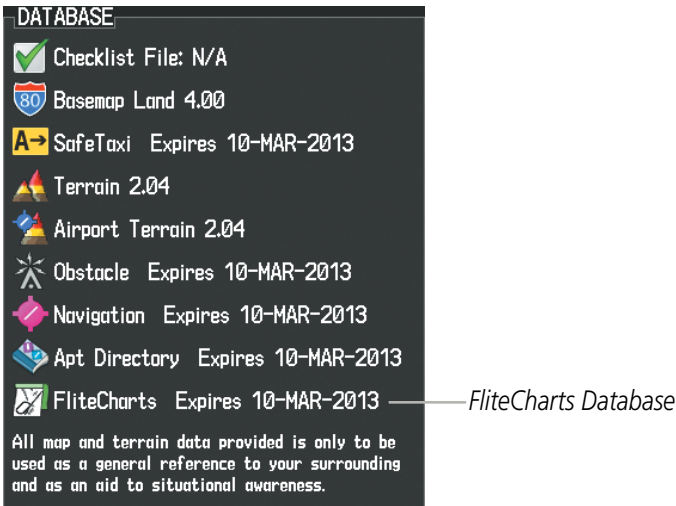 DATABASE
Checklist File: N/A
80 Basemap Land 4.00
A→ SafeTaxi Expires 10-MAR-2013
Terrain 2.04
Airport Terrain 2.04
Obstacle Expires 10-MAR-2013
Navigation Expires 10-MAR-2013
Apt Directory Expires 10-MAR-2013
FliteCharts Expires 10-MAR-2013 FliteCharts Database
All map and terrain data provided is only to be
used as a general reference to your surrounding
and as an aid to situational awareness.